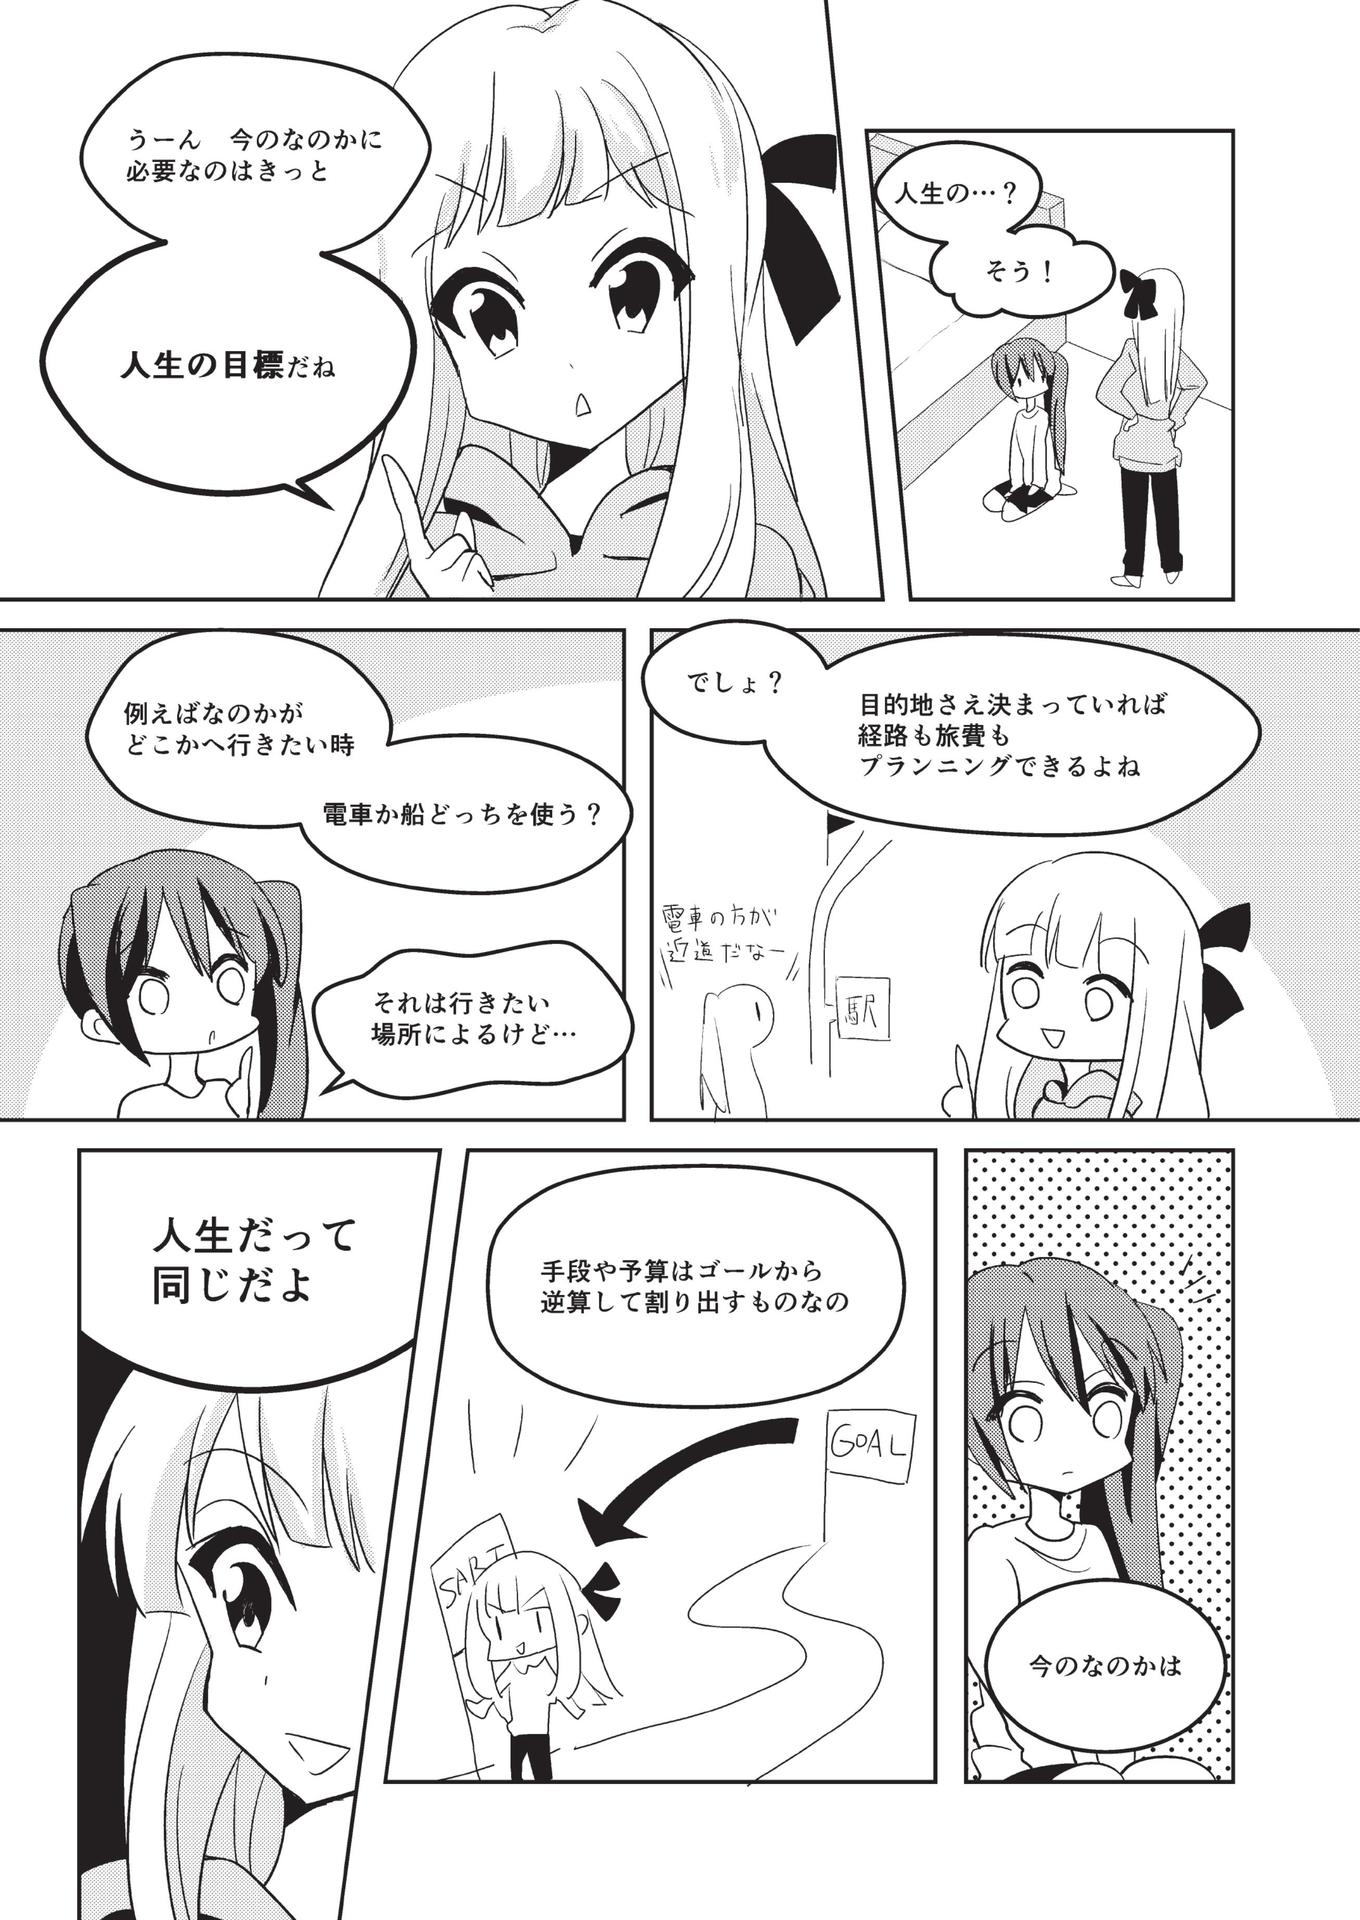 うーん　今のなのかに
必要なのはきっと
人生の目標だね
人生の…？
そう！
例えばなのかが
どこかへ行きたい時
電車か船どっちを使う？
それは行きたい
場所によるけど…
でしょ？
目的地さえ決まっていれば
経路も旅費も
プランニングできるよね
電車の方が
近道だなー
駅
人生だって
同じだよ
手段や予算はゴールから
逆算して割り出すものなの
GOAL
SART
今のなのかは